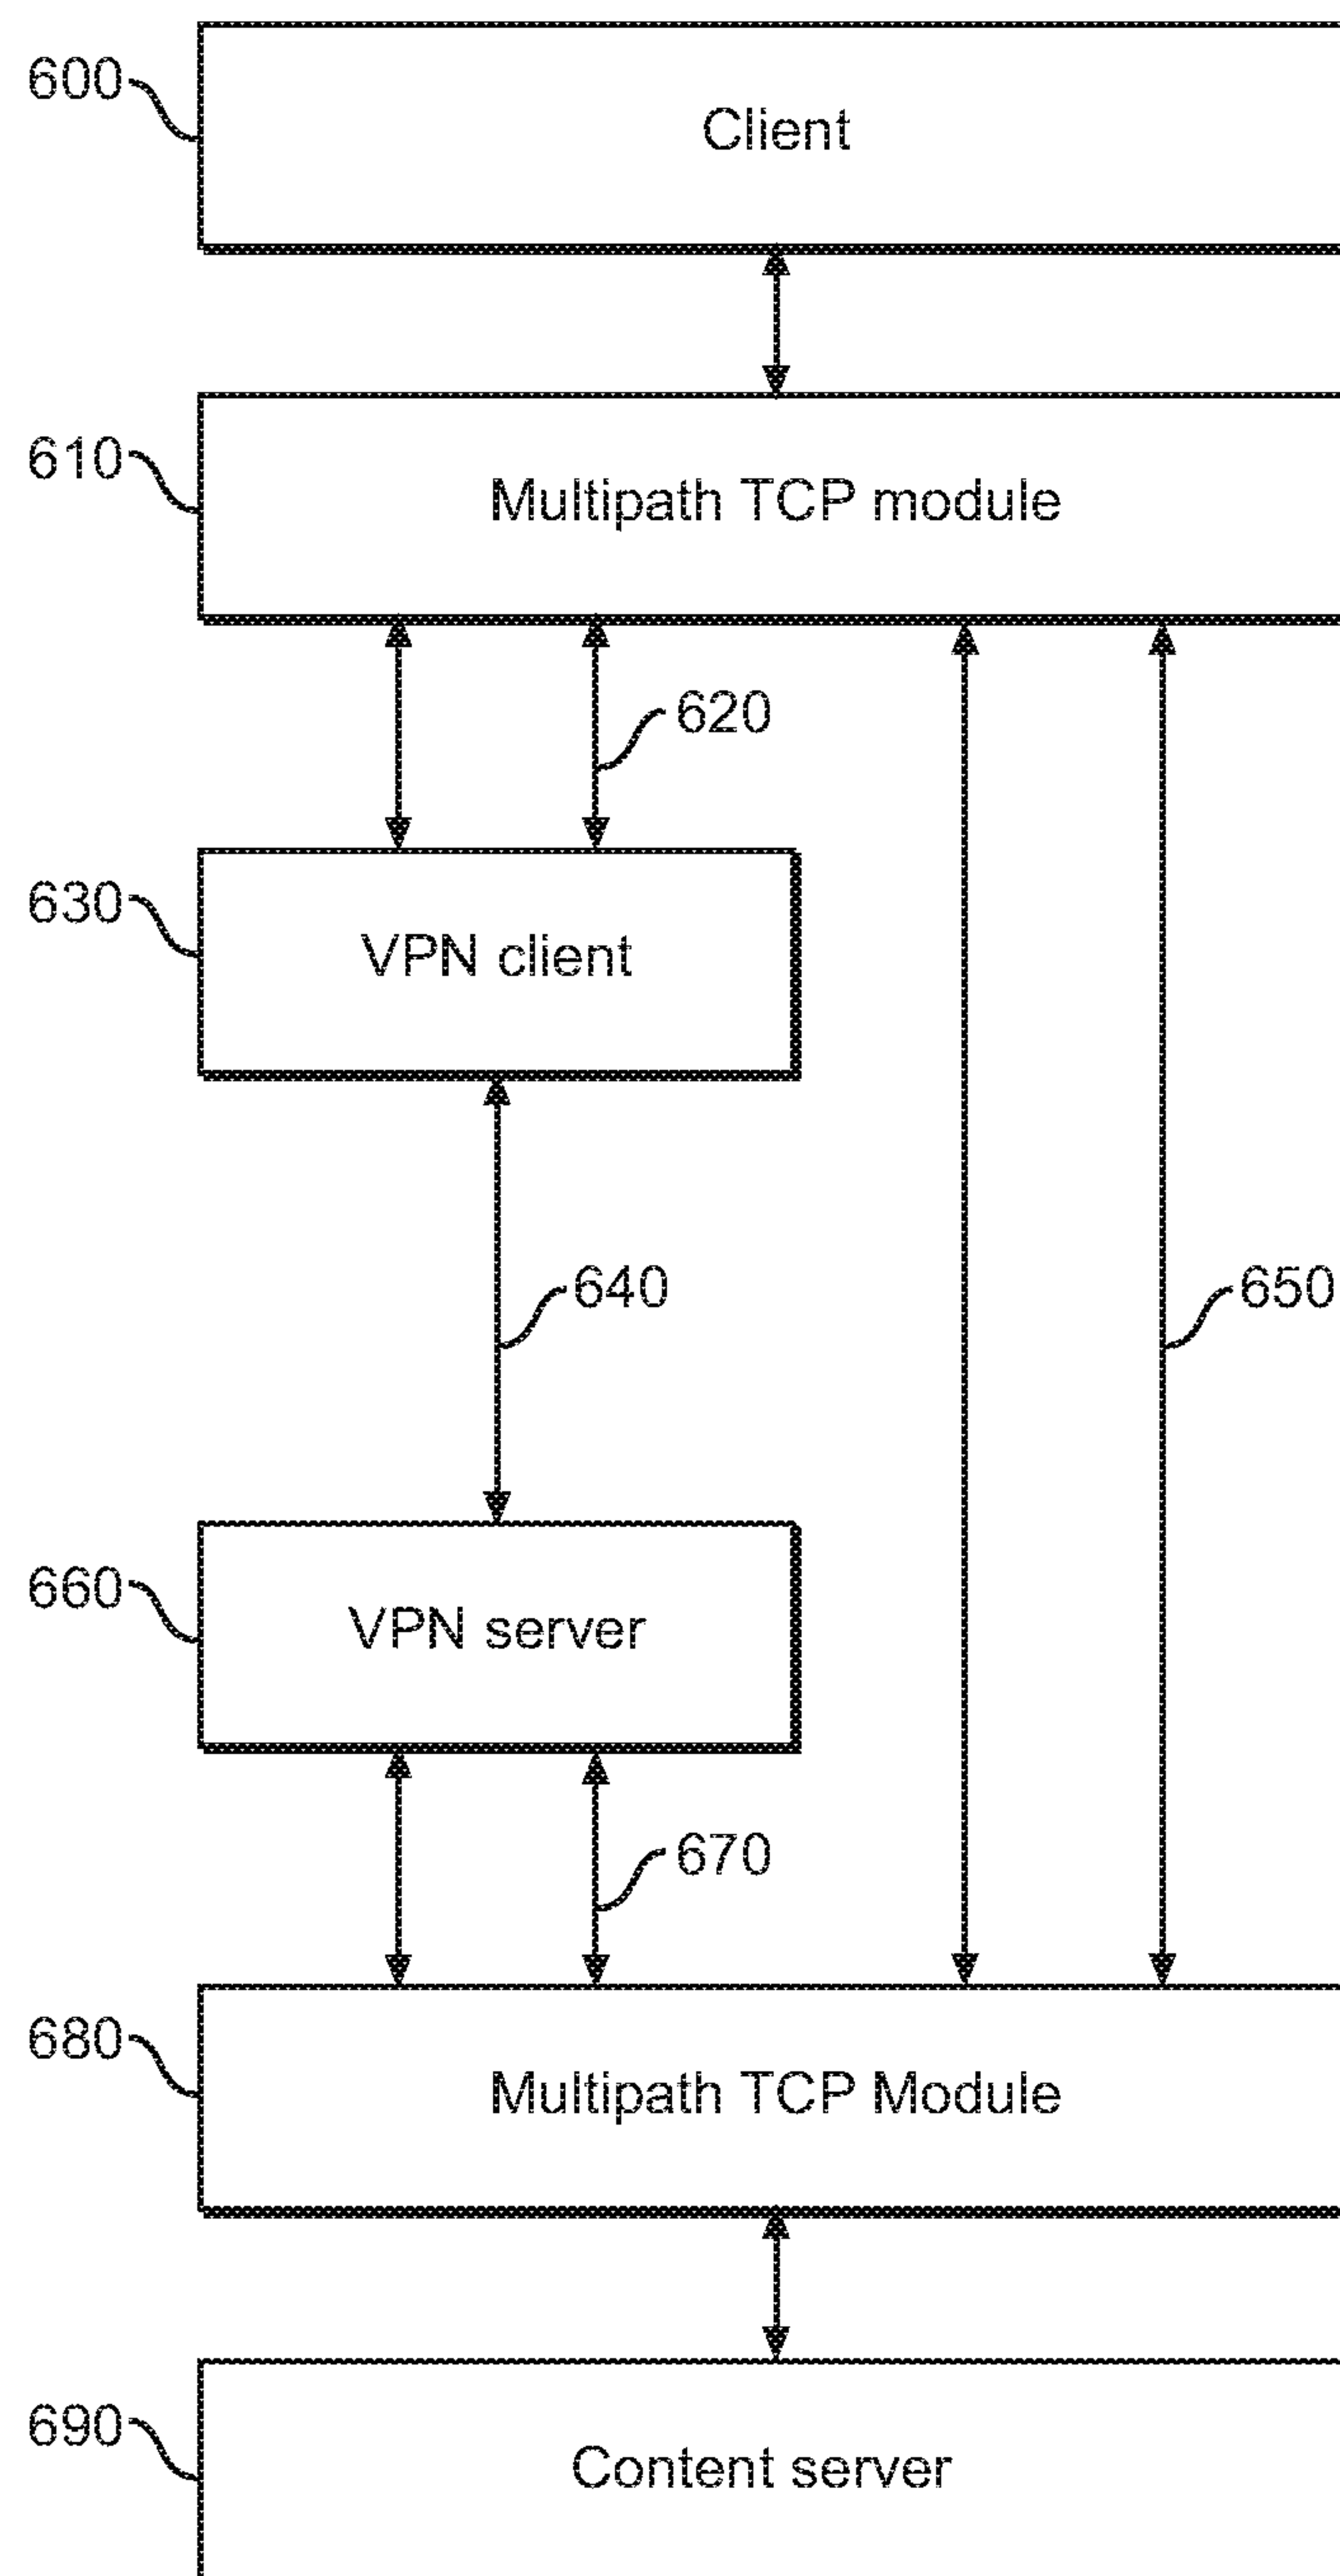 600
Client
610
Multipath TCP module
620
630
VPN client
640
650
660
VPN server
670
680
Multipath TCP Module
690
Content server